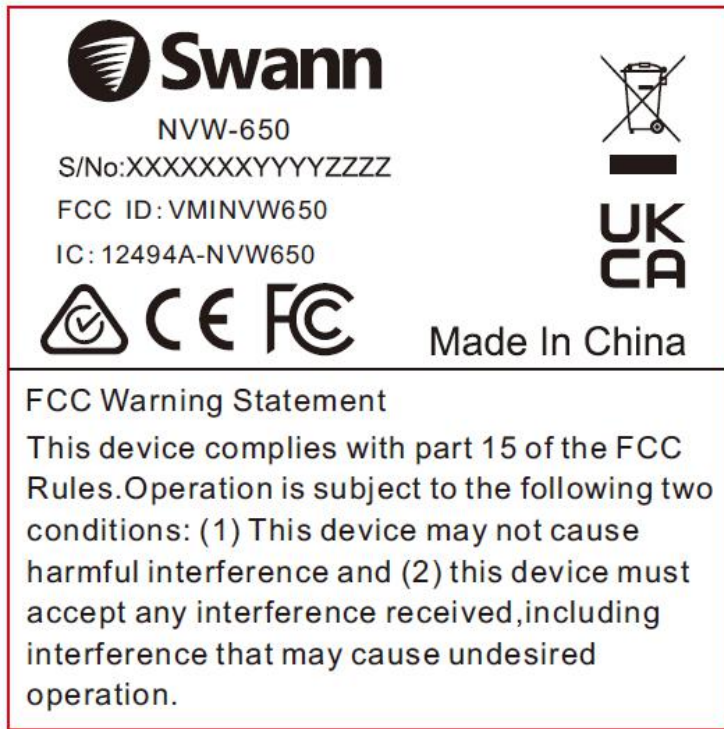 Swann
NVW-650
S/No:XXXXXXXYYYYZZZZ
FCC ID: VMINVW650
IC: 12494A-NVW650
CE FC
UK
CA
Made In China
FCC Warning Statement
This device complies with part 15 of the FCC
Rules.Operation is subject to the following two
conditions: (1) This device may not cause
harmful interference and (2) this device must
accept any interference received,including
interference that may cause undesired
operation.